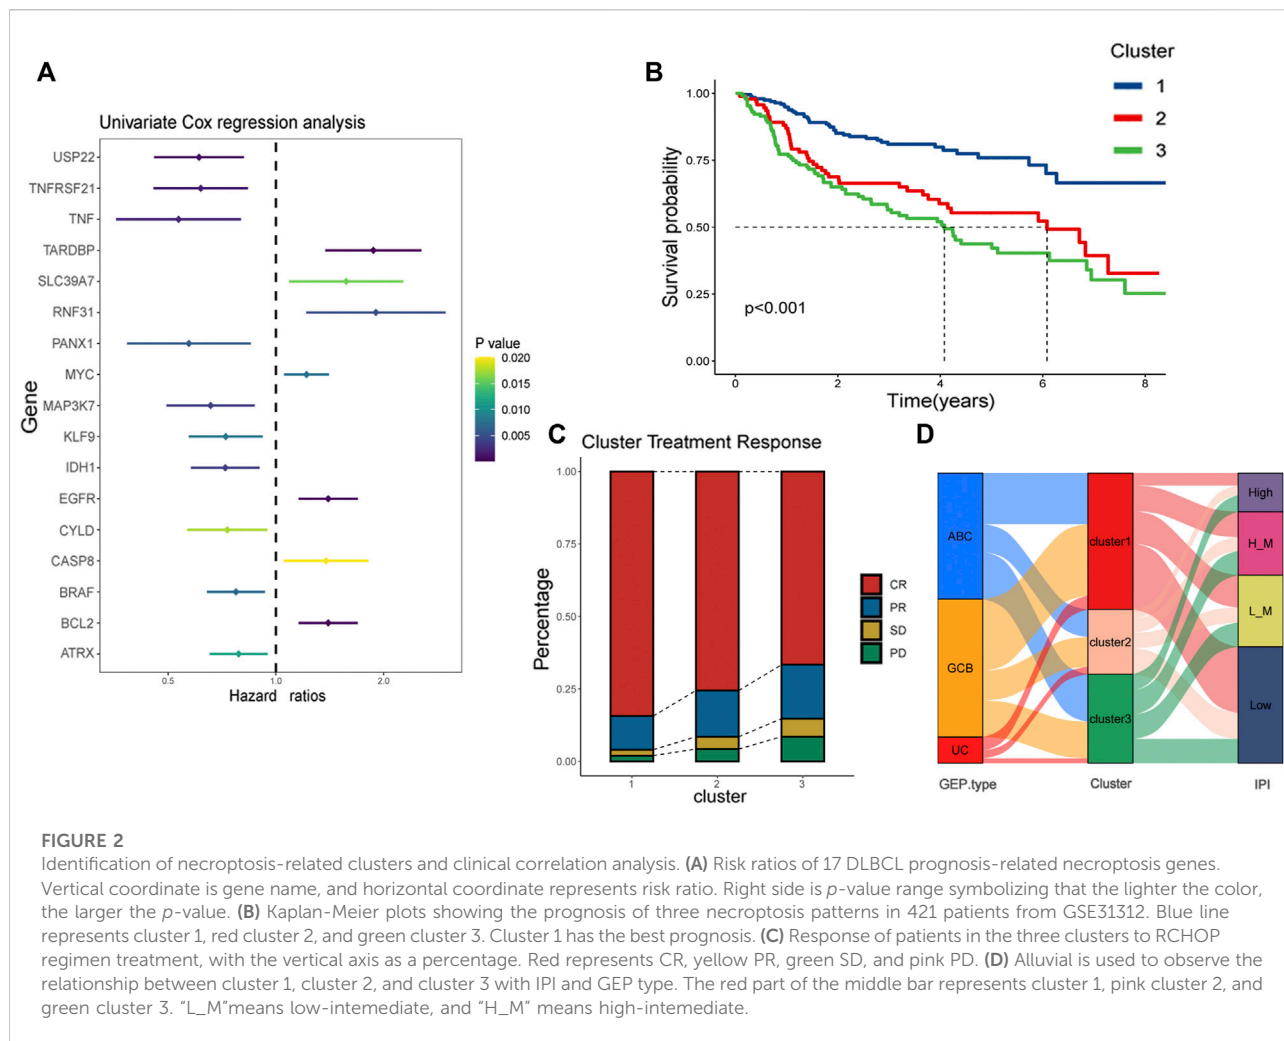 A
Univariate Cox regression analysis
Gene
USP22
TNFRSF21
TNF
TARDBP
SLC39A7
RNF31
PANX1
MYC
MAP3K7
KLF9
IDH1
EGFR
CYLD
CASP8
BRAF
BCL2
ATRX
0.5
1.0
2.0
Hazard ratios
P value
0.020
0.015
0.010
0.005
B
Cluster
1
2
3
Survival probability
1.00
0.75
0.50
0.25
0.00
p<0.001
0
2
4
6
8
Time(years)
C
Cluster Treatment Response
Percentage
1.00
0.75
0.50
0.25
0.00
1
2
3
cluster
CR
PR
SD
PD
D
ABC
GCB
UC
cluster1
cluster2
cluster3
High
H_M
L_M
Low
GEP.type
Cluster
IPI
FIGURE 2
Identification of necroptosis-related clusters and clinical correlation analysis. (A) Risk ratios of 17 DLBCL prognosis-related necroptosis genes.
Vertical coordinate is gene name, and horizontal coordinate represents risk ratio. Right side is p-value range symbolizing that the lighter the color,
the larger the p-value. (B) Kaplan-Meier plots showing the prognosis of three necroptosis patterns in 421 patients from GSE31312. Blue line
represents cluster 1, red cluster 2, and green cluster 3. Cluster 1 has the best prognosis. (C) Response of patients in the three clusters to RCHOP
regimen treatment, with the vertical axis as a percentage. Red represents CR, yellow PR, green SD, and pink PD. (D) Alluvial is used to observe the
relationship between cluster 1, cluster 2, and cluster 3 with IPI and GEP type. The red part of the middle bar represents cluster 1, pink cluster 2, and
green cluster 3. “L_M”means low-intemediate, and “H_M” means high-intemediate.